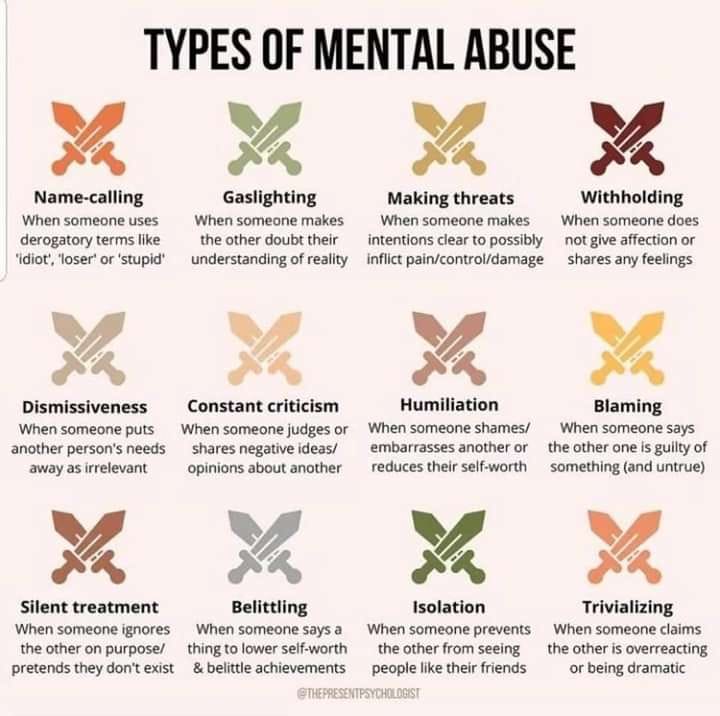 TYPES OF MENTAL ABUSE
Name-calling
When someone uses
derogatory terms like
'idiot', 'loser' or 'stupid'
Gaslighting
When someone makes
the other doubt their
understanding of reality
Making threats
When someone makes
intentions clear to possibly
inflict pain/control/damage
Withholding
When someone does
not give affection or
shares any feelings
Dismissiveness
When someone puts
another person's needs
away as irrelevant
Constant criticism
When someone judges or
shares negative ideas/
opinions about another
Humiliation
When someone shames/
embarrasses another or
reduces their self-worth
Blaming
When someone says
the other one is guilty of
something (and untrue)
Silent treatment
When someone ignores
the other on purpose/
pretends they don't exist
Belittling
When someone says a
thing to lower self-worth
& belittle achievements
Isolation
When someone prevents
the other from seeing
people like their friends
Trivializing
When someone claims
the other is overreacting
or being dramatic
@THEPRESENTPSYCHOLOGIST